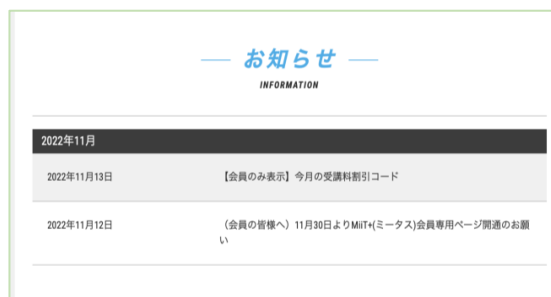 お知らせ
INFORMATION
2022年11月
2022年11月13日 【会員のみ表示】今月の受講料割引コード
2022年11月12日 （会員の皆様へ）11月30日よりMiiT+(ミータス)会員専用ページ開通のお願
い